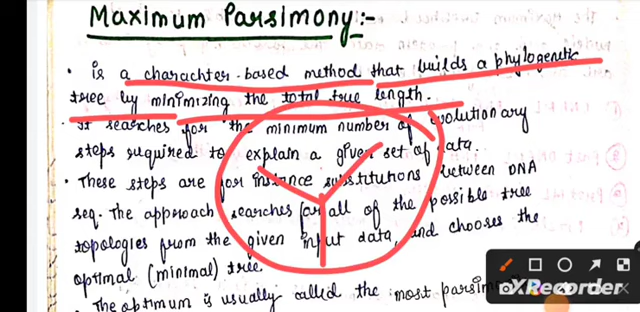 Maximum Parsimony:-
• is a charachter-based method that builds a phylogenetic
tree by minimizing the total tree length.
• It searches for the minimum number of evolutionary
steps required to explain a given set of data.
• These steps are for instance substitutions between DNA
seq. The approach searches for all of the possible tree
topologies from the given input data, and chooses the
optimal (minimal) tree.
• The optimum is usually called the most parsim
XRecorder